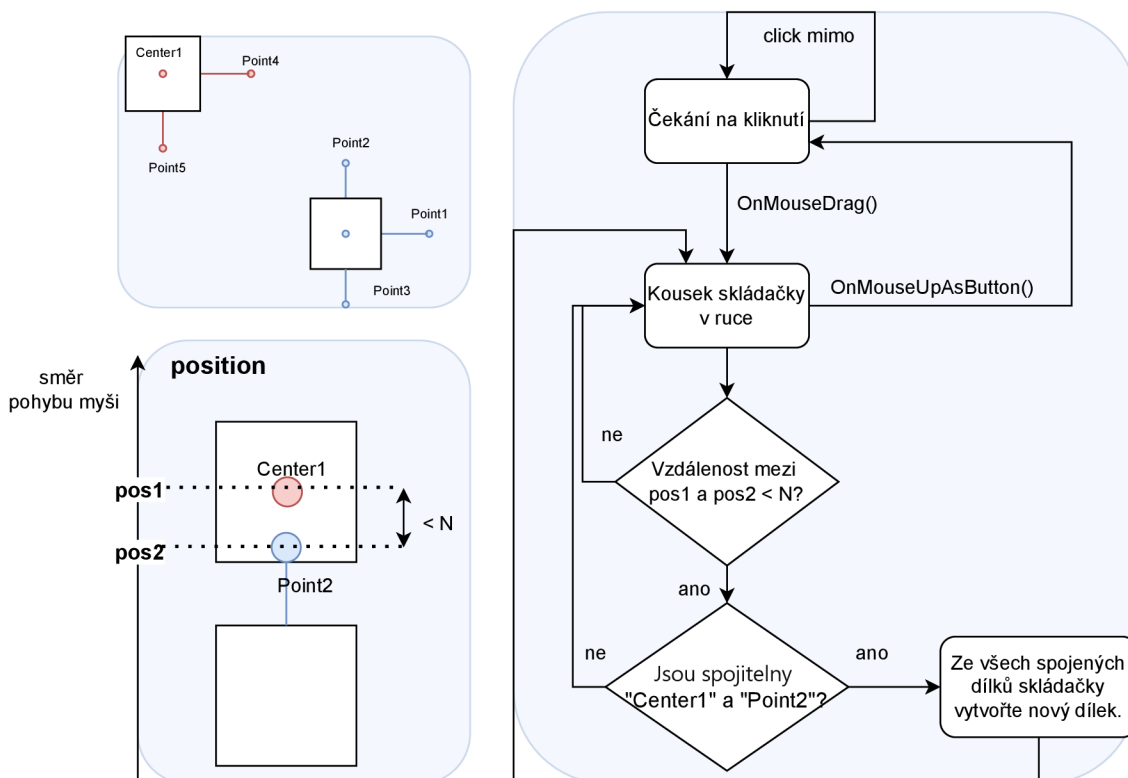 Center1
Point4
Point5
Point2
Point1
Point3
position
směr
pohybu myši
Center1
pos1
< N
pos2
Point2
click mimo
Čekání na kliknutí
OnMouseDrag()
Kousek skládačky
v ruce
OnMouseUpAsButton()
ne
Vzdálenost mezi
pos1 a pos2 < N?
ano
ne
Jsou spojitelny
"Center1" a "Point2"?
ano
Ze všech spojených
dílků skládačky
vytvořte nový dílek.